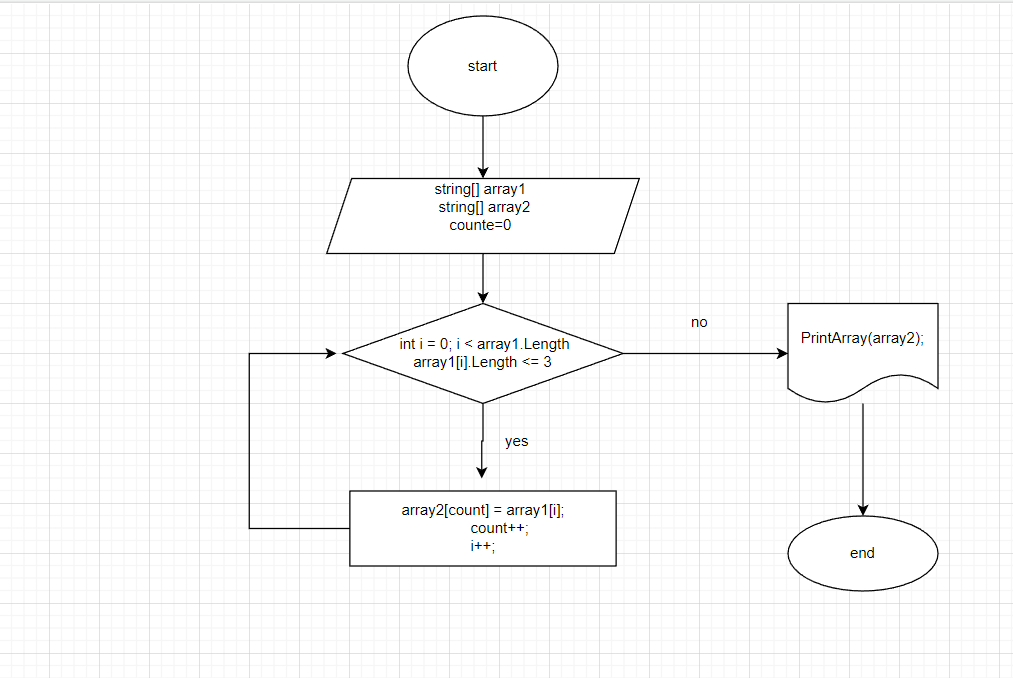 start
string[] array1
string[] array2
counte=0
int i = 0; i < array1.Length
array1[i].Length <= 3
no
PrintArray(array2);
yes
array2[count] = array1[i];
count++;
i++;
end